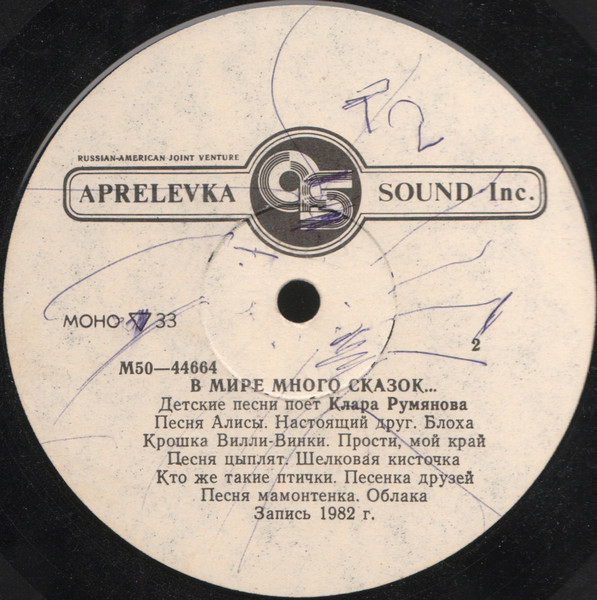 RUSSIAN-AMERICAN JOINT VENTURE
APRELEVKA SOUND Inc.
МОНО 33
2
М50—44664
В МИРЕ МНОГО СКАЗОК...
Детские песни поет Клара Румянова
Песня Алисы. Настоящий друг. Блоха
Крошка Вилли-Винки. Прости, мой край
Песня цыплят. Шелковая кисточка
Кто же такие птички. Песенка друзей
Песня мамонтенка. Облака
Запись 1982 г.